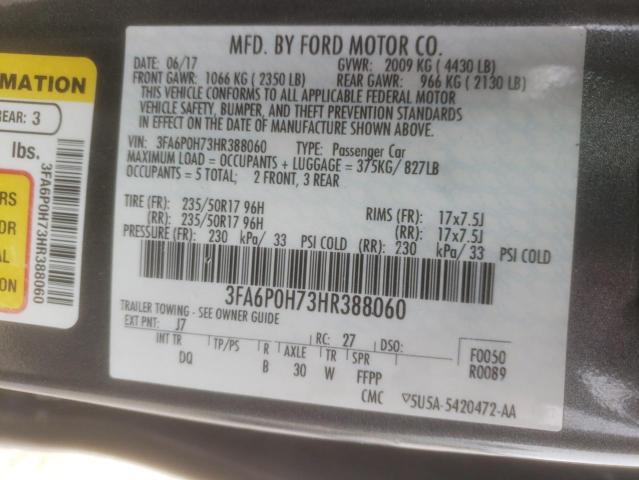 MFD. BY FORD MOTOR CO.
DATE: 06/17 GVWR: 2009 KG ( 4430 LB)
FRONT GAWR: 1066 KG ( 2350 LB) REAR GAWR: 966 KG ( 2130 LB)
THIS VEHICLE CONFORMS TO ALL APPLICABLE FEDERAL MOTOR
VEHICLE SAFETY, BUMPER, AND THEFT PREVENTION STANDARDS
IN EFFECT ON THE DATE OF MANUFACTURE SHOWN ABOVE.
VIN: 3FA6P0H73HR388060 TYPE: Passenger Car
MAXIMUM LOAD = OCCUPANTS + LUGGAGE = 375KG/ 827LB
OCCUPANTS = 5 TOTAL; 2 FRONT, 3 REAR
TIRE (FR): 235/50R17 96H RIMS (FR): 17x7.5J
(RR): 235/50R17 96H (RR): 17x7.5J
PRESSURE (FR): 230 kPa/ 33 PSI COLD (RR): 230 kPa/ 33 PSI COLD
3FA6P0H73HR388060
TRAILER TOWING - SEE OWNER GUIDE
EXT PNT: J7 RC: 27 DSO:
INT TR TP/PS R AXLE TR SPR
DQ B 30 W FFPP
F0050
R0089
CMC 5U5A-5420472-AA
RMATION
REAR: 3
lbs.
RS
OR
AL
ION
3FA6P0H73HR388060